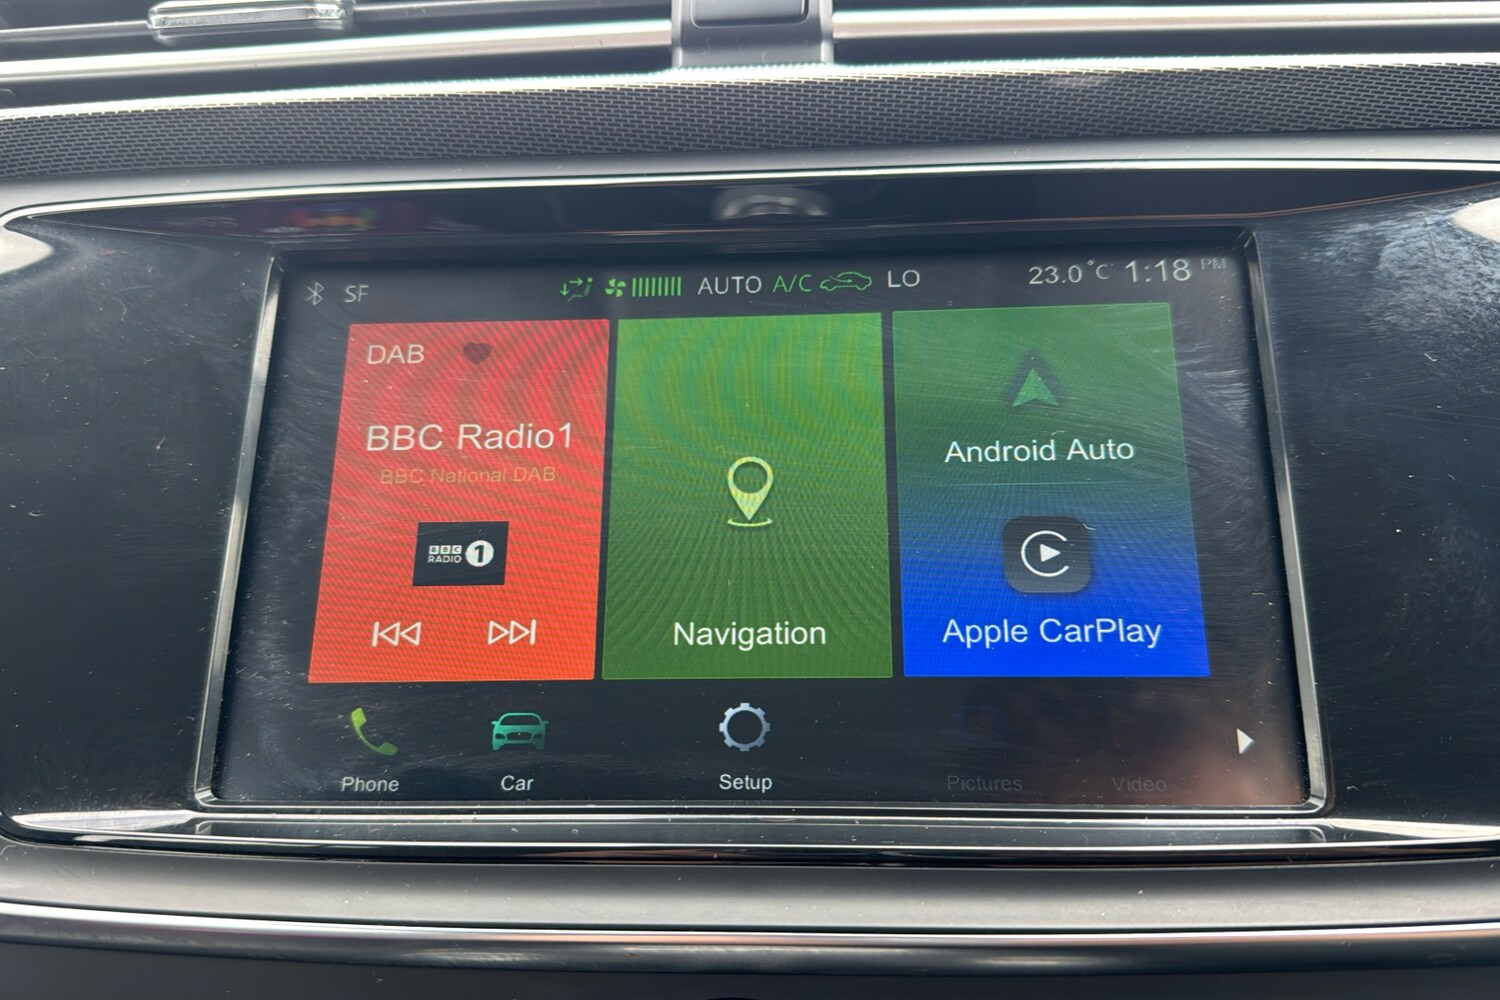 SF AUTO A/C LO 23.0°C 1:18 PM
DAB
BBC Radio1
BBC National DAB
BBC
RADIO 1
Navigation
Android Auto
Apple CarPlay
Phone Car Setup Pictures Video